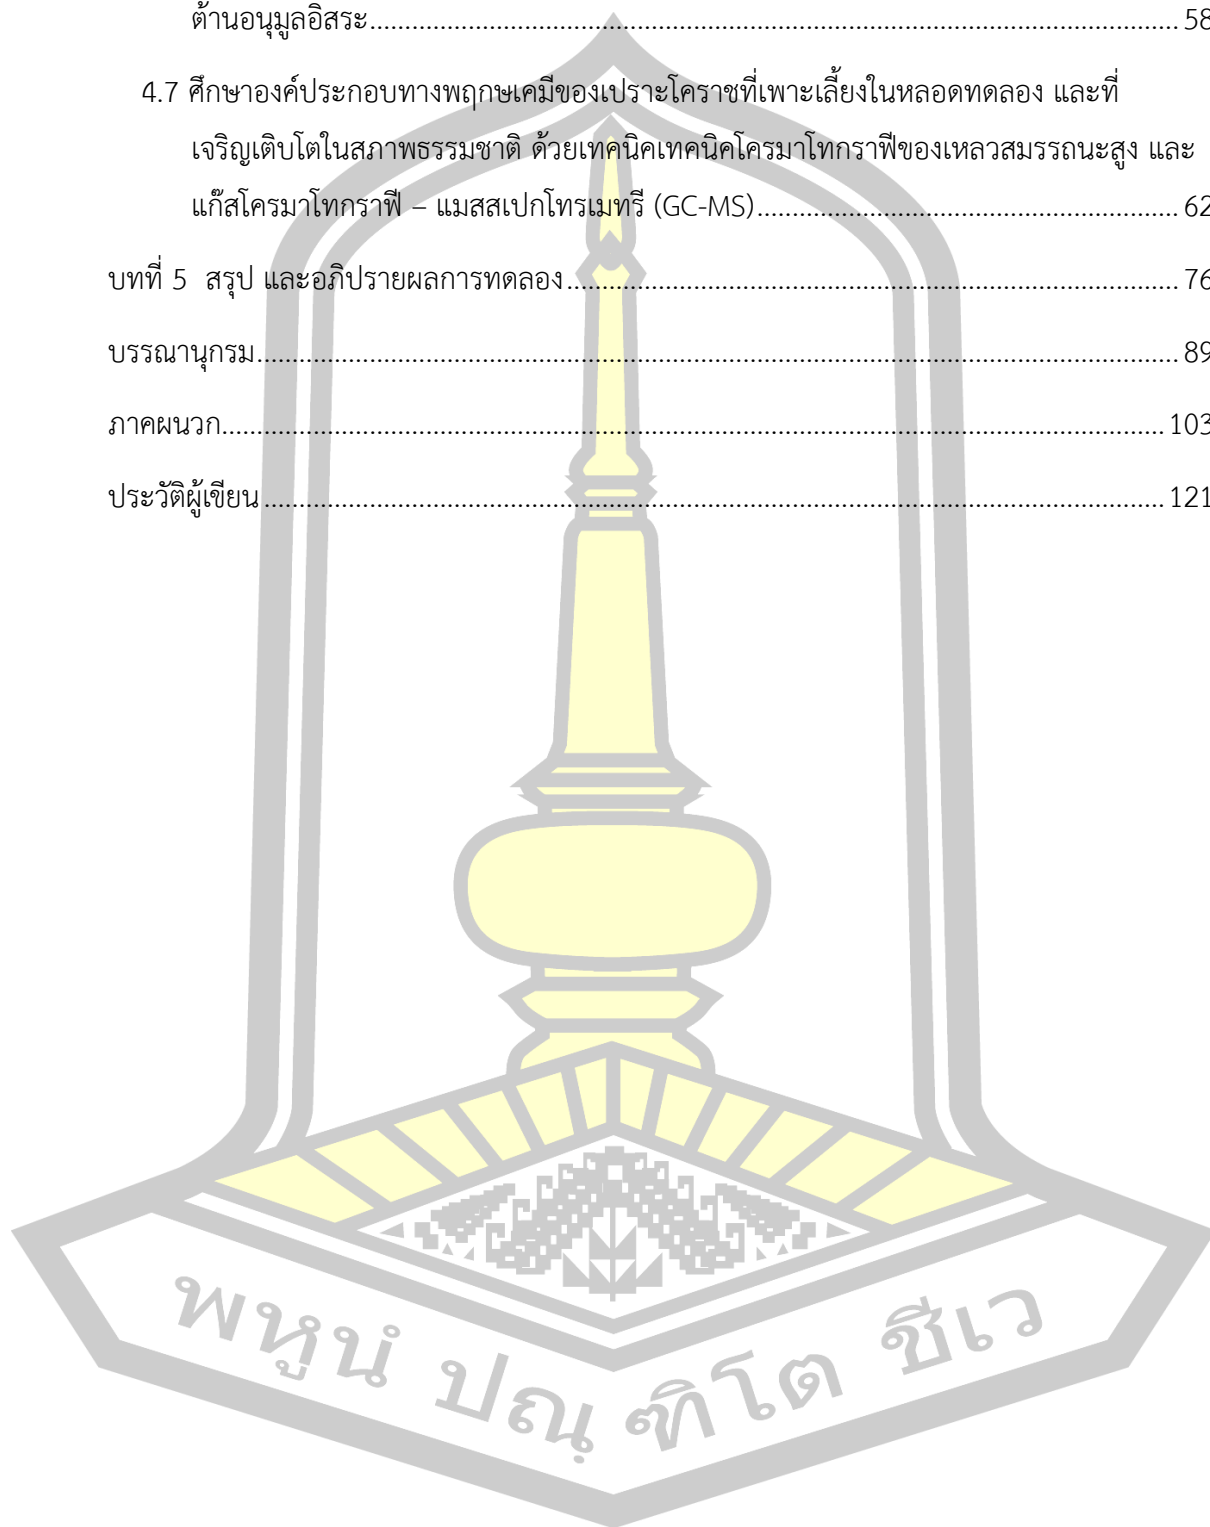 ต้านอนุมูลอิสระ.......................................................................................................... 58
4.7 ศึกษาองค์ประกอบทางพฤกษเคมีของเปราะโคราชที่เพาะเลี้ยงในหลอดทดลอง และที่
เจริญเติบโตในสภาพธรรมชาติ ด้วยเทคนิคเทคนิคโครมาโทกราฟีของเหลวสมรรถนะสูง และ
แก๊สโครมาโทกราฟี – แมสสเปกโทรเมทรี (GC-MS)....................................................... 62
บทที่ 5  สรุป และอภิปรายผลการทดลอง................................................................................ 76
บรรณานุกรม......................................................................................................................... 89
ภาคผนวก............................................................................................................................ 103
ประวัติผู้เขียน...................................................................................................................... 121
พหูนํ ปณฺ ฑิโต ชีเว